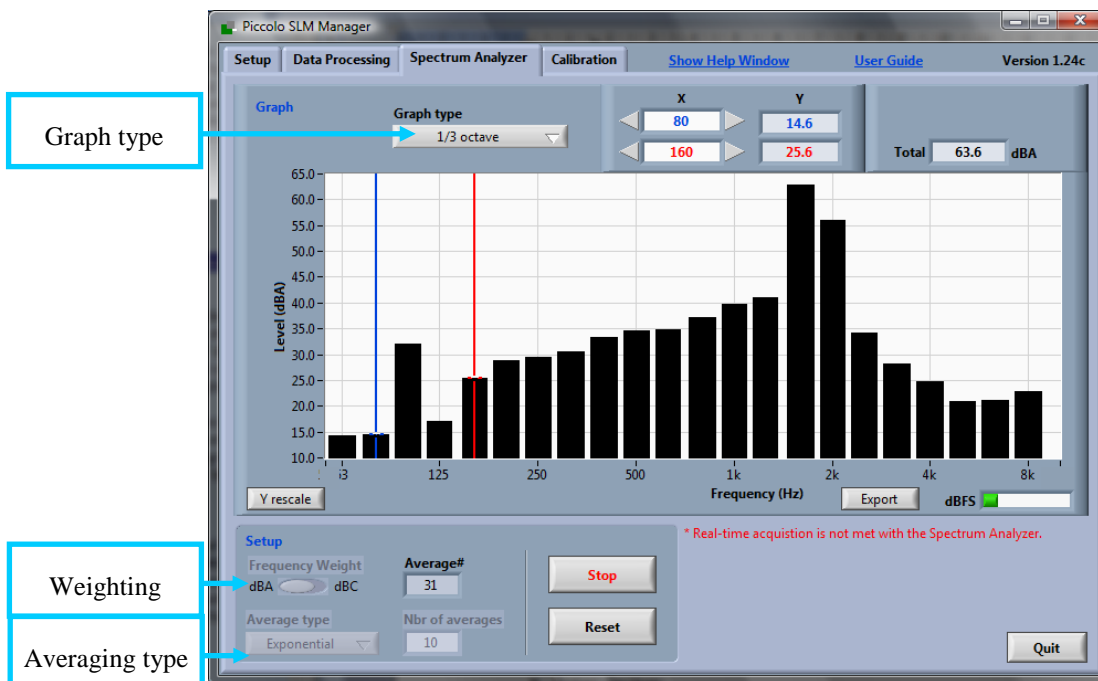 Piccolo SLM Manager
Setup Data Processing Spectrum Analyzer Calibration Show Help Window User Guide Version 1.24c
Graph
Graph type
Graph type
1/3 octave
X Y
80 14.6
160 25.6
Total 63.6 dBA
65.0
60.0
55.0
50.0
45.0
40.0
35.0
30.0
25.0
20.0
15.0
10.0
Level (dBA)
125 250 500 1k 2k 4k 8k
Frequency (Hz)
Y rescale
Export
dBFS
* Real-time acquistion is not met with the Spectrum Analyzer.
Setup
Weighting
Frequency Weight
dBA dBC
Average#
31
Stop
Averaging type
Average type
Exponential
Nbr of averages
10
Reset
Quit